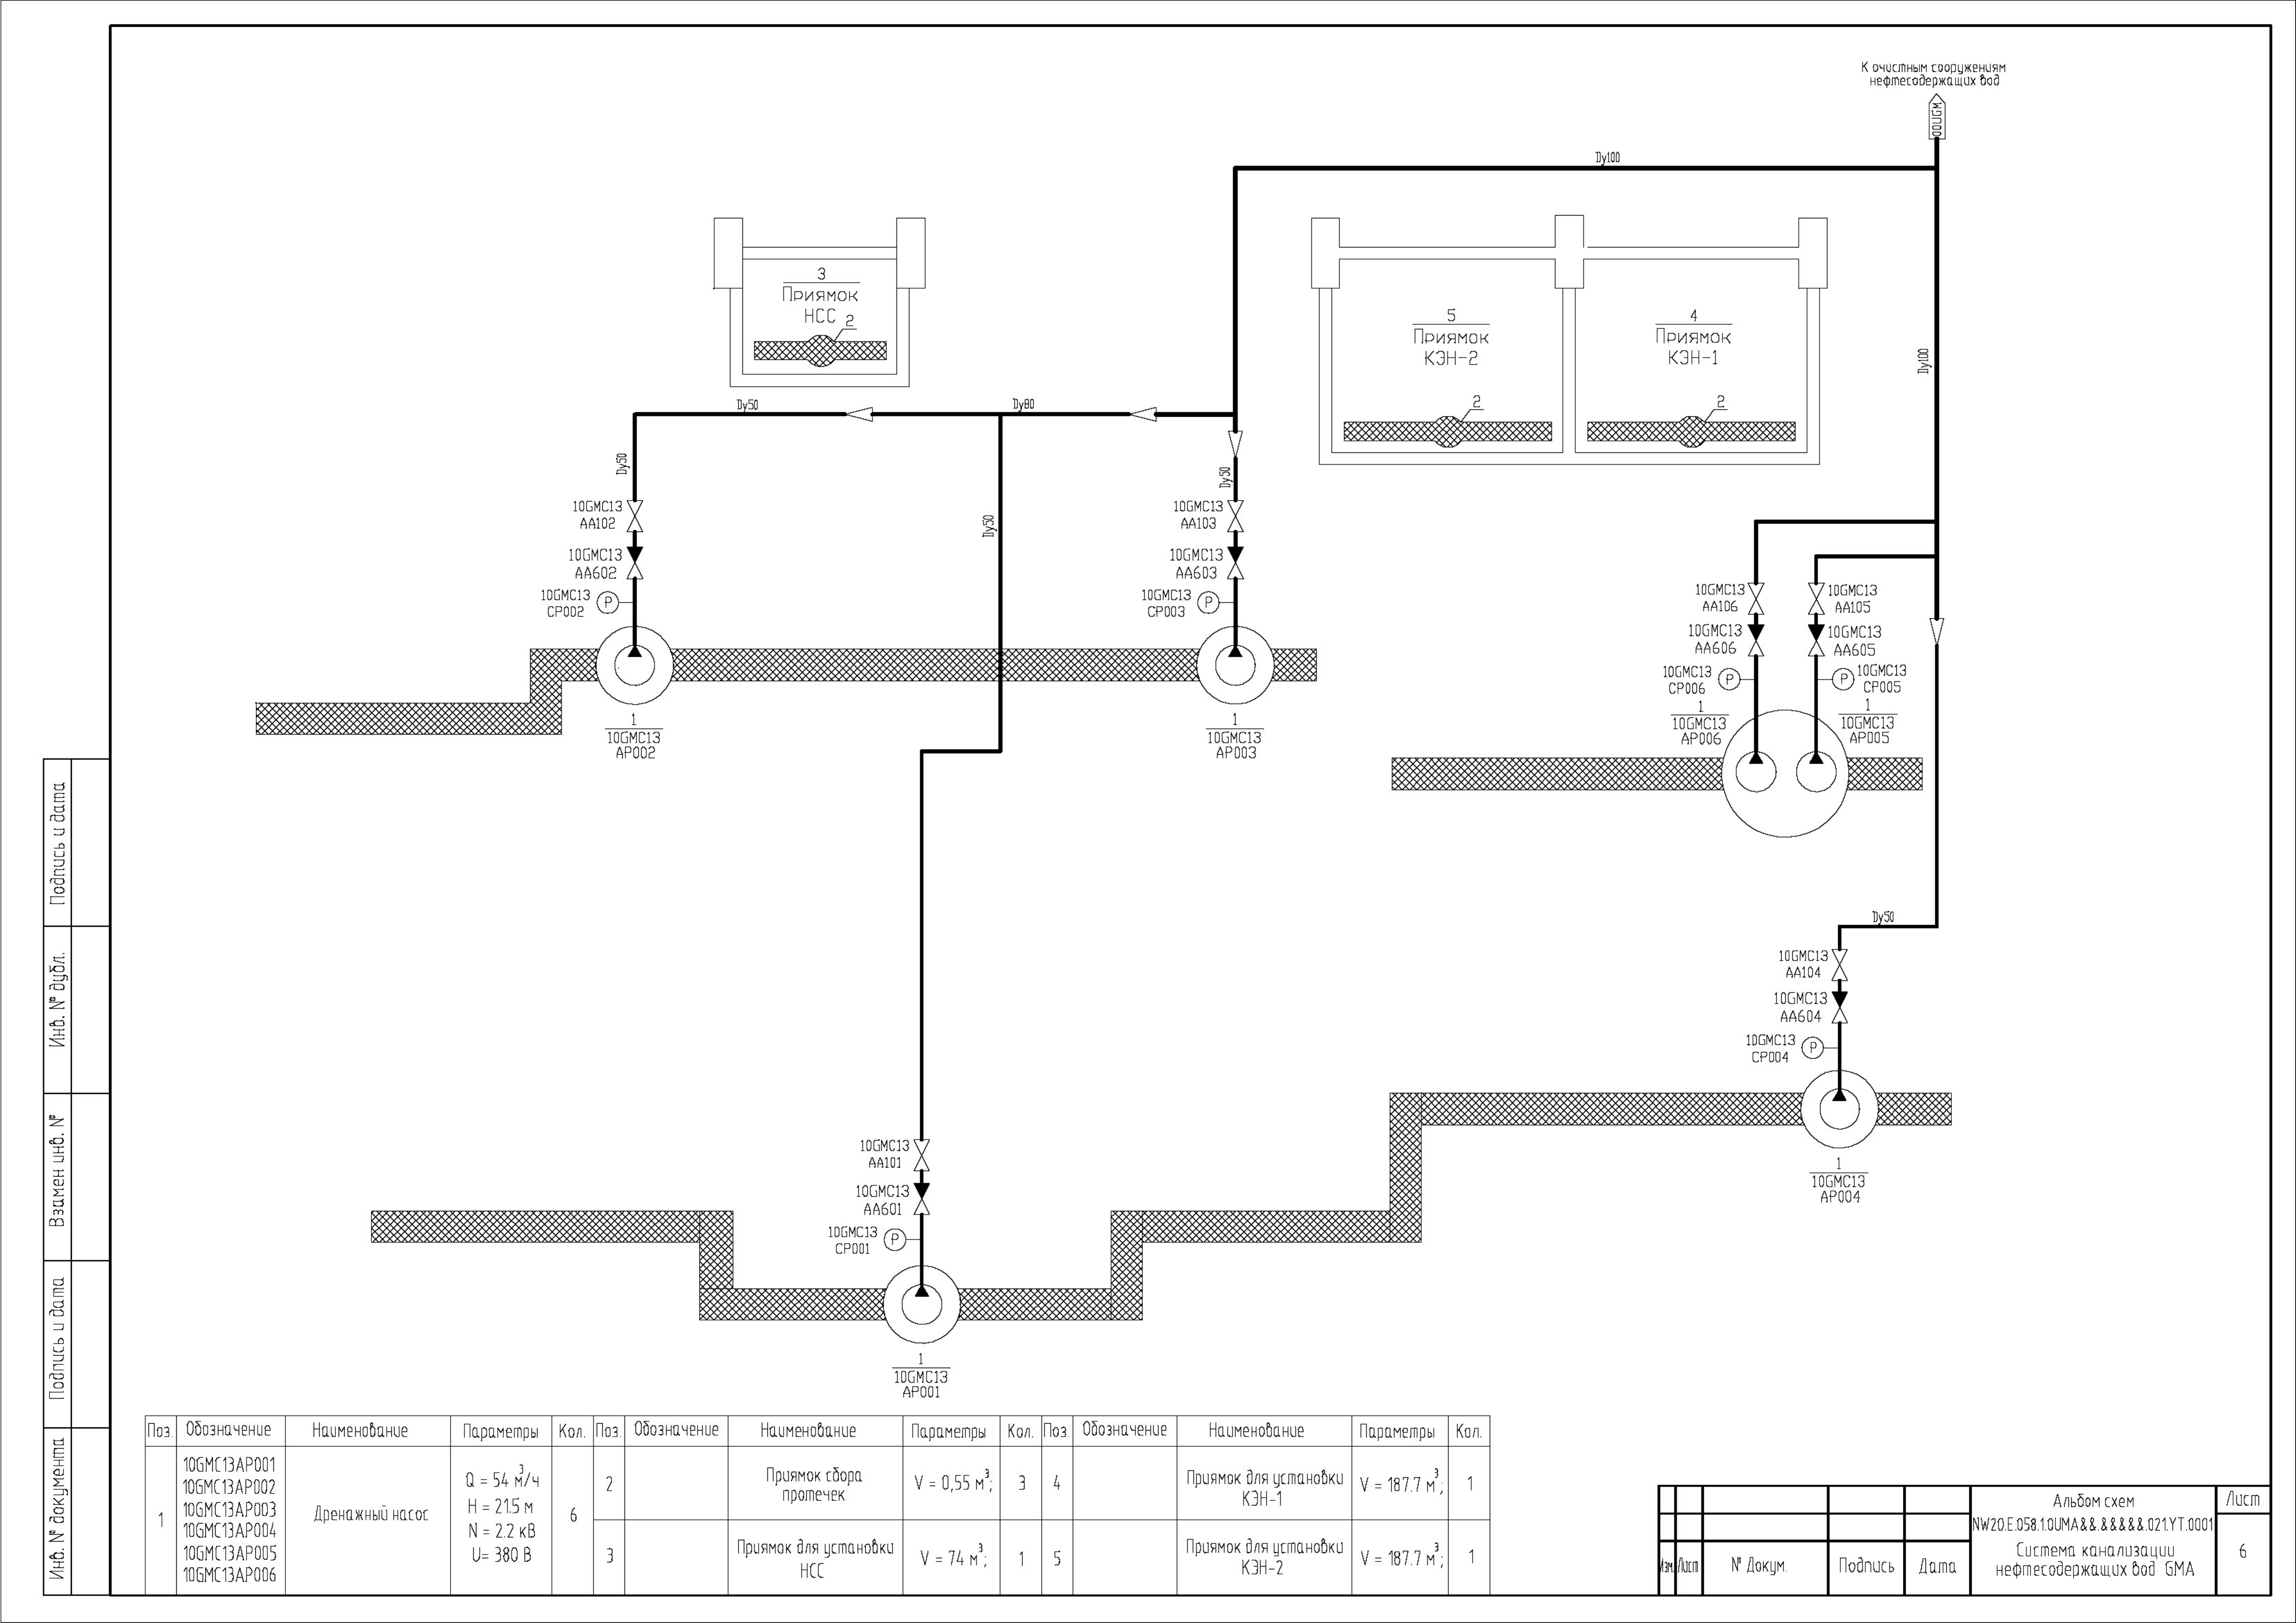 К очистным сооружениям
нефтесодержащих вод
00UGM
Dy100
Dy100
3
Приямок
НСС
2
5
Приямок
КЭН-2
2
4
Приямок
КЭН-1
2
Dy50
Dy80
Dy50
Dy50
Dy50
10GMC13
AA102
10GMC13
AA602
10GMC13
CP002
P
1
10GMC13
AP002
10GMC13
AA103
10GMC13
AA603
10GMC13
CP003
P
1
10GMC13
AP003
10GMC13
AA106
10GMC13
AA606
10GMC13
CP006
P
1
10GMC13
AP006
10GMC13
AA105
10GMC13
AA605
P
10GMC13
CP005
1
10GMC13
AP005
Dy50
10GMC13
AA104
10GMC13
AA604
10GMC13
CP004
P
1
10GMC13
AP004
10GMC13
AA101
10GMC13
AA601
10GMC13
CP001
P
1
10GMC13
AP001
Подпись и дата
Инв. № дубл.
Взамен инв. №
Подпись и дата
Инв. № документа
Поз. Обозначение Наименование Параметры Кол. Поз. Обозначение Наименование Параметры Кол. Поз. Обозначение Наименование Параметры Кол.
1
10GMC13AP001
10GMC13AP002
10GMC13AP003
10GMC13AP004
10GMC13AP005
10GMC13AP006
Дренажный насос
Q = 54 м³/ч
H = 21.5 м
N = 2.2 кВ
U= 380 В
6
2
Приямок сбора
протечек
V = 0,55 м³;
3
3
Приямок для установки
НСС
V = 74 м³;
1
4
Приямок для установки
КЭН-1
V = 187.7 м³;
1
5
Приямок для установки
КЭН-2
V = 187.7 м³;
1
Изм. Лист № Докум. Подпись Дата
Альбом схем
NW20.E.058.1.0UMA&&.&&&&&.021.YT.0001
Система канализации
нефтесодержащих вод GMA
Лист
6